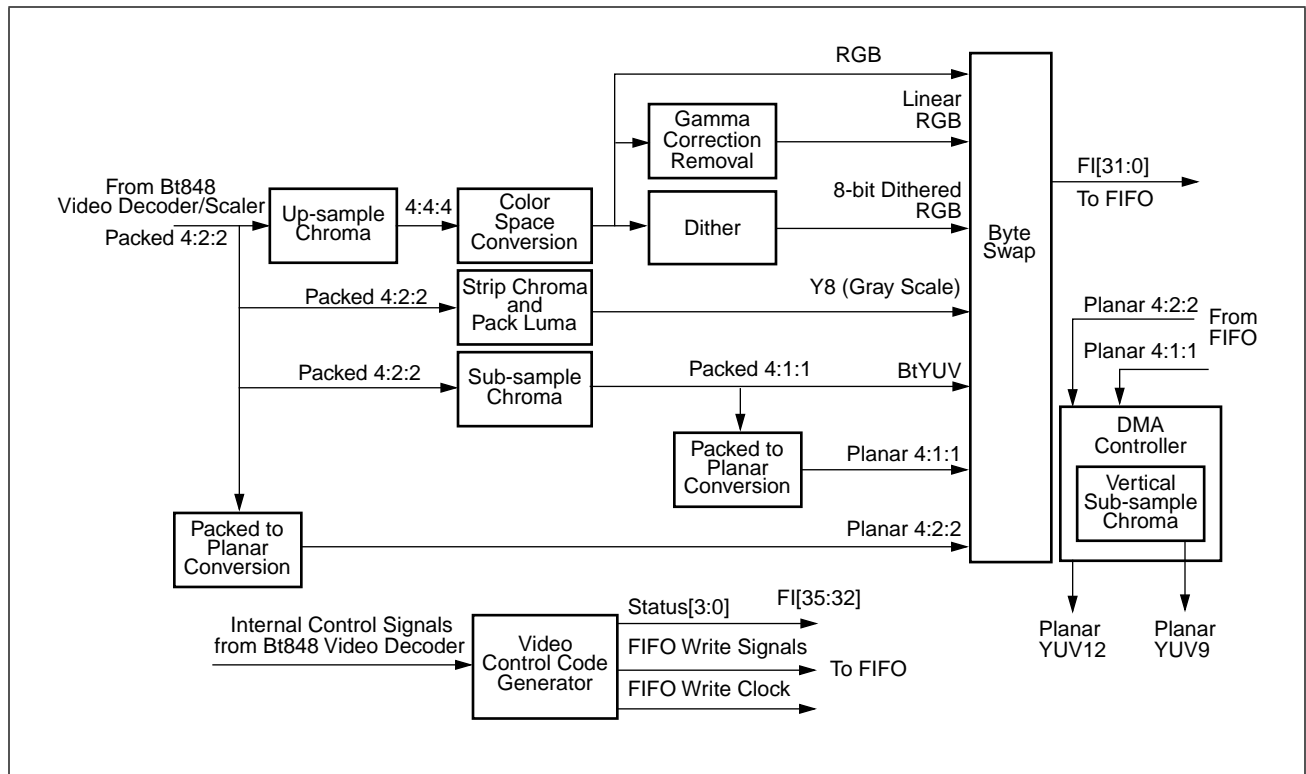 RGB
Linear
RGB
Gamma
Correction
Removal
FI[31:0]
To FIFO
From Bt848
Video Decoder/Scaler
Packed 4:2:2
Up-sample
Chroma
4:4:4
Color
Space
Conversion
8-bit Dithered
RGB
Dither
Byte
Swap
Packed 4:2:2
Strip Chroma
and
Pack Luma
Y8 (Gray Scale)
Planar 4:2:2
From
FIFO
Planar 4:1:1
Packed 4:2:2
Sub-sample
Chroma
Packed 4:1:1
BtYUV
DMA
Controller
Packed to
Planar
Conversion
Planar 4:1:1
Vertical
Sub-sample
Chroma
Packed to
Planar
Conversion
Planar 4:2:2
Internal Control Signals
from Bt848 Video Decoder
Video
Control Code
Generator
Status[3:0]
FI[35:32]
FIFO Write Signals
To FIFO
FIFO Write Clock
Planar
YUV12
Planar
YUV9